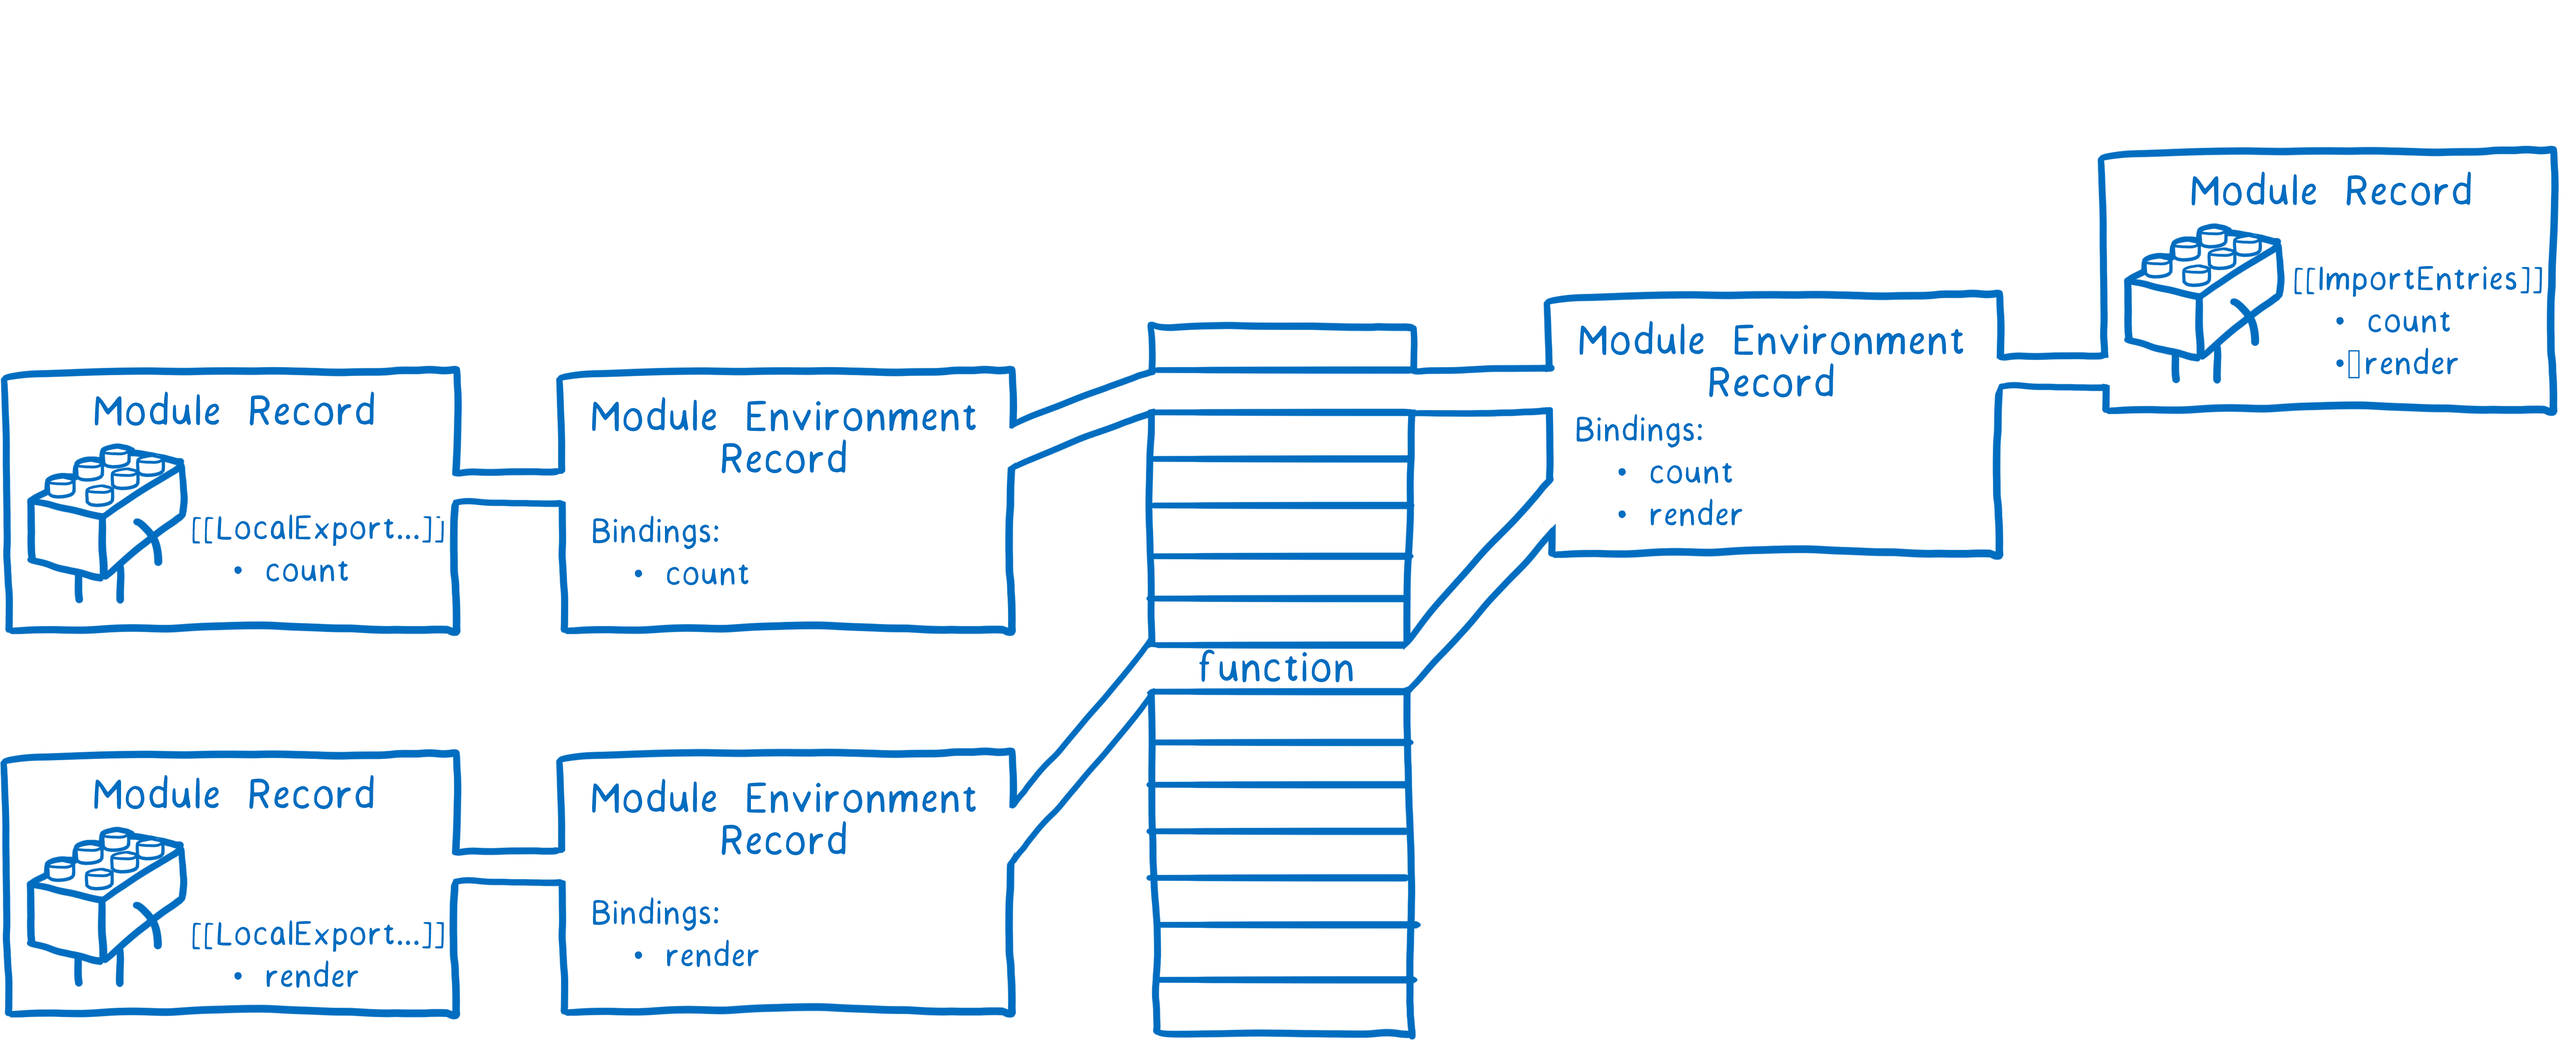 Module Record
[[LocalExport...]]
• count
Module Environment
Record
Bindings:
• count
Module Record
[[LocalExport...]]
• render
Module Environment
Record
Bindings:
• render
function
Module Environment
Record
Bindings:
• count
• render
Module Record
[[ImportEntries]]
• count
•▯render